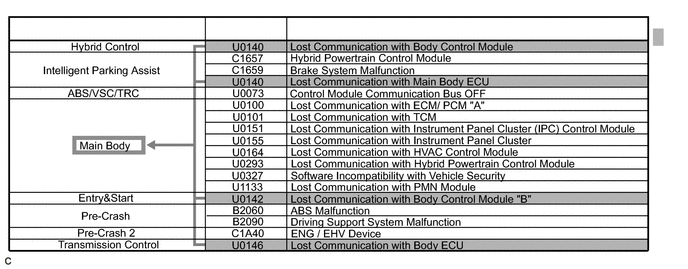 Hybrid Control U0140 Lost Communication with Body Control Module
C1657 Hybrid Powertrain Control Module
Intelligent Parking Assist C1659 Brake System Malfunction
U0140 Lost Communication with Main Body ECU
ABS/VSC/TRC U0073 Control Module Communication Bus OFF
U0100 Lost Communication with ECM/ PCM "A"
U0101 Lost Communication with TCM
U0151 Lost Communication with Instrument Panel Cluster (IPC) Control Module
U0155 Lost Communication with Instrument Panel Cluster
Main Body U0164 Lost Communication with HVAC Control Module
U0293 Lost Communication with Hybrid Powertrain Control Module
U0327 Software Incompatibility with Vehicle Security
U1133 Lost Communication with PMN Module
Entry&Start U0142 Lost Communication with Body Control Module "B"
Pre-Crash B2060 ABS Malfunction
B2090 Driving Support System Malfunction
Pre-Crash 2 C1A40 ENG / EHV Device
Transmission Control U0146 Lost Communication with Body ECU
C